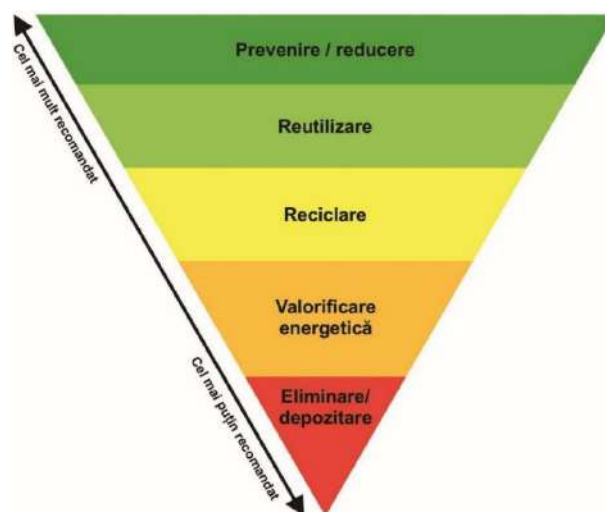 Prevenire / reducere
Cel mai mult recomandat
Reutilizare
Reciclare
Valorificare
energetică
Cel mai puțin recomandat
Eliminare/
depozitare